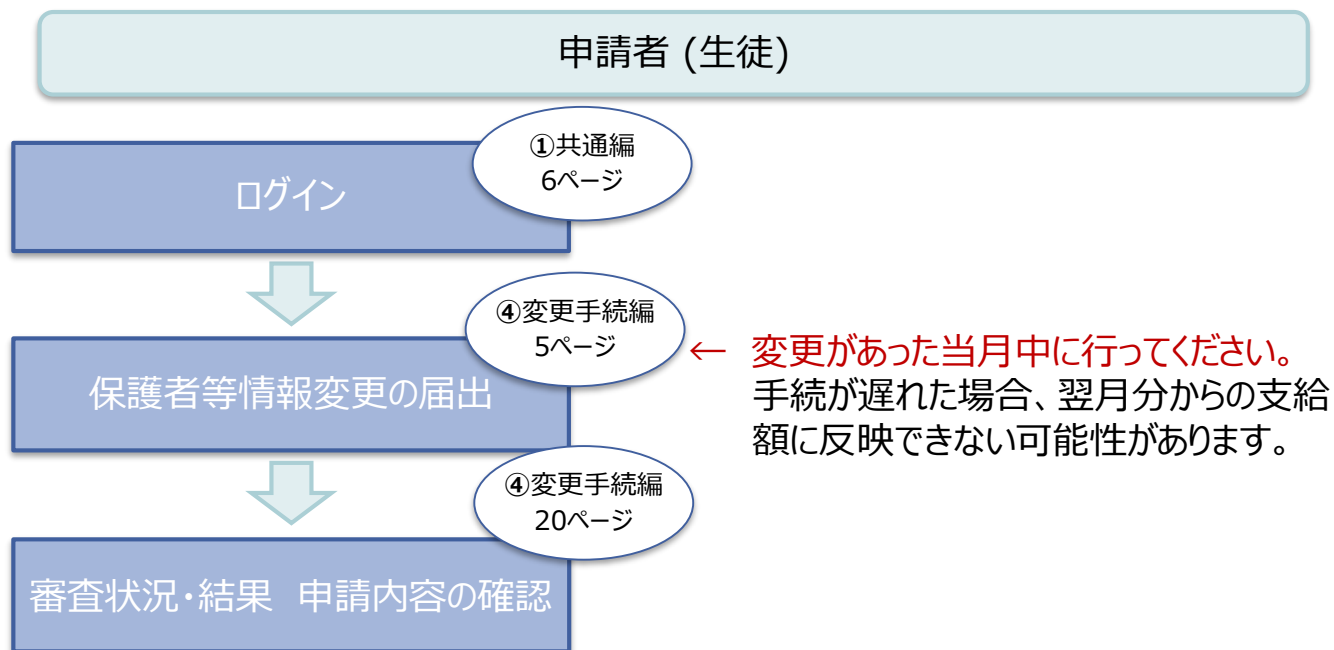 申請者 (生徒)
①共通編
6ページ
ログイン
④変更手続編
5ページ
← 変更があった当月中に行ってください。
手続が遅れた場合、翌月分からの支給
額に反映できない可能性があります。
保護者等情報変更の届出
④変更手続編
20ページ
審査状況・結果　申請内容の確認